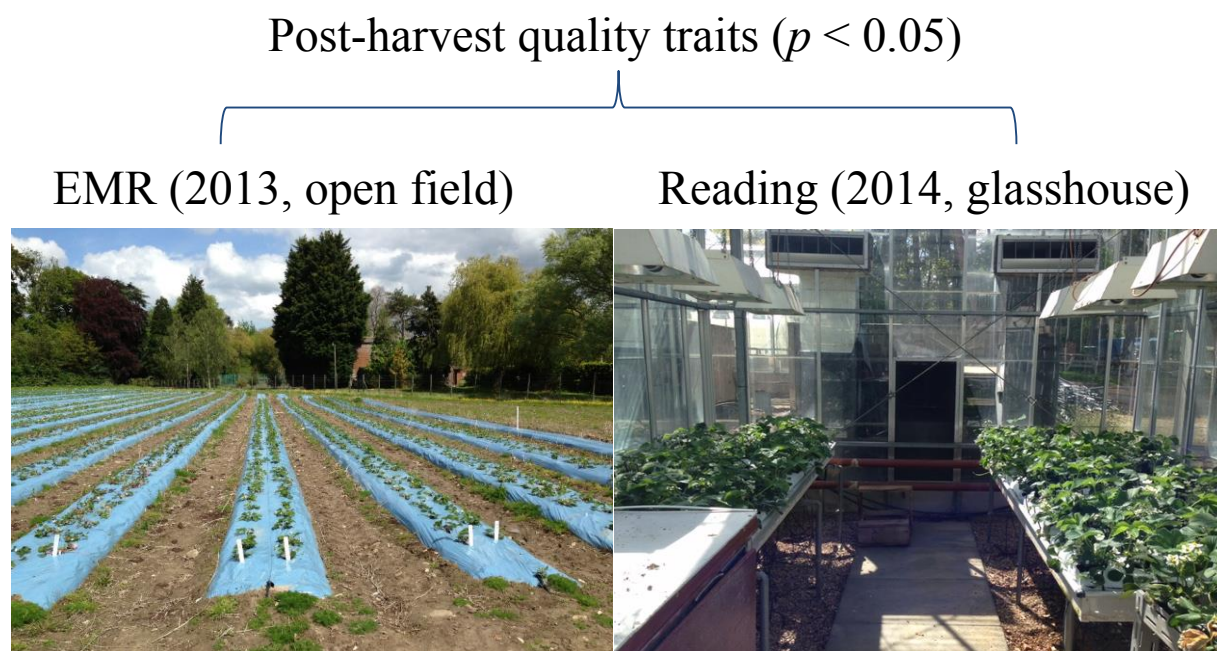 Post-harvest quality traits (p < 0.05)
EMR (2013, open field)
Reading (2014, glasshouse)